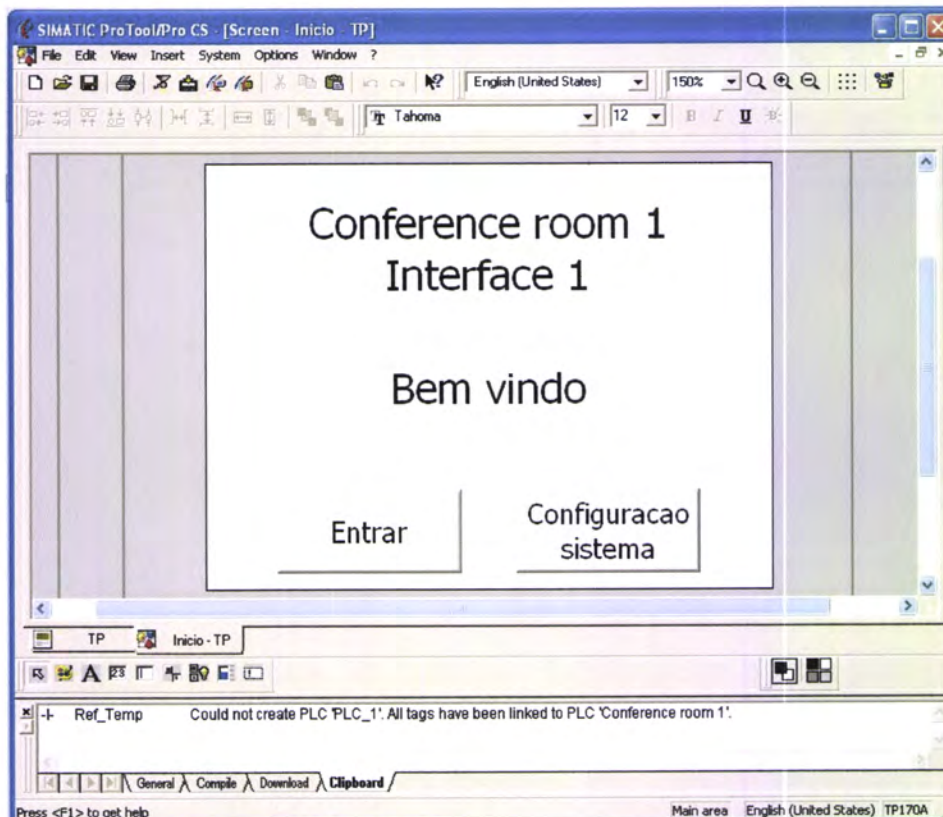 SIMATIC ProTool/Pro CS - [Screen - Inicio - TP]
File Edit View Insert System Options Window ?
English (United States) 150%
Tahoma 12 B I U
Conference room 1
Interface 1
Bem vindo
Entrar
Configuracao
sistema
TP Inicio - TP
Ref_Temp Could not create PLC 'PLC_1'. All tags have been linked to PLC 'Conference room 1'.
General Compile Download Clipboard
Press <F1> to get help Main area English (United States) TP170A